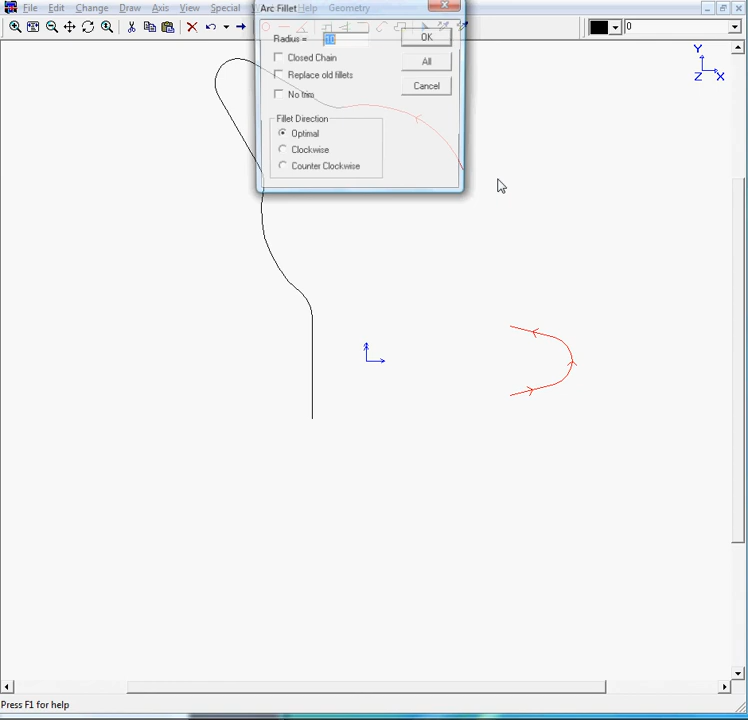 Arc Fillet
File Edit Change Draw Axis View Special Help Geometry
0
Radius = 10
OK
Closed Chain
All
Replace old fillets
Cancel
No trim
Fillet Direction
Optimal
Clockwise
Counter Clockwise
Y
Z X
Press F1 for help